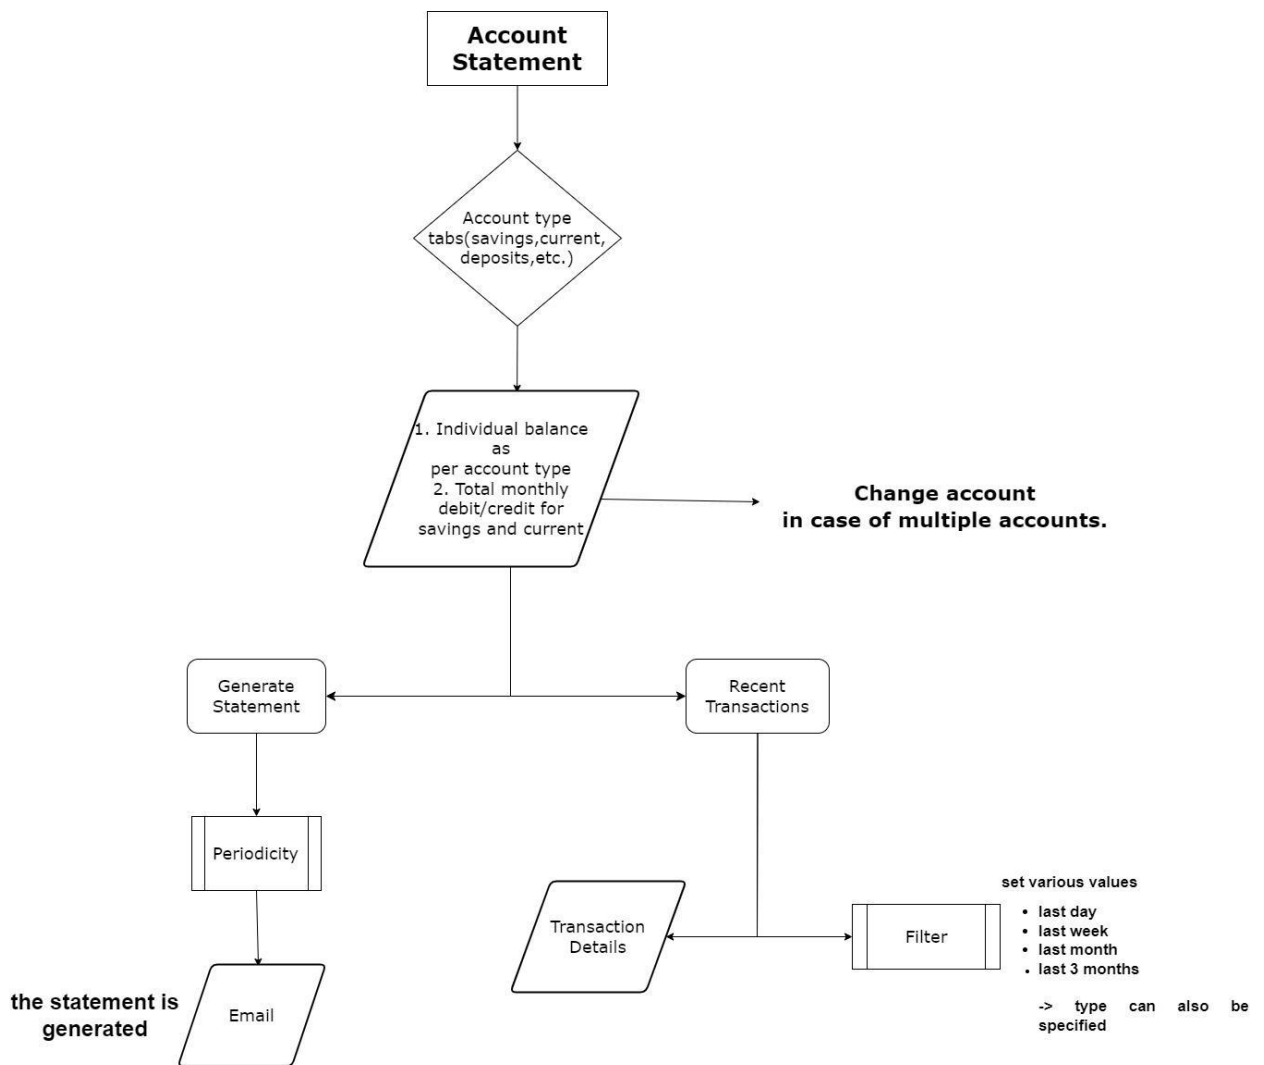 Account
Statement
Account type
tabs(savings,current,
deposits,etc.)
1. Individual balance
as
per account type
2. Total monthly
debit/credit for
savings and current
Change account
in case of multiple accounts.
Generate
Statement
Recent
Transactions
Periodicity
Transaction
Details
Filter
set various values
• last day
• last week
• last month
• last 3 months
-> type can also be
specified
the statement is
generated
Email